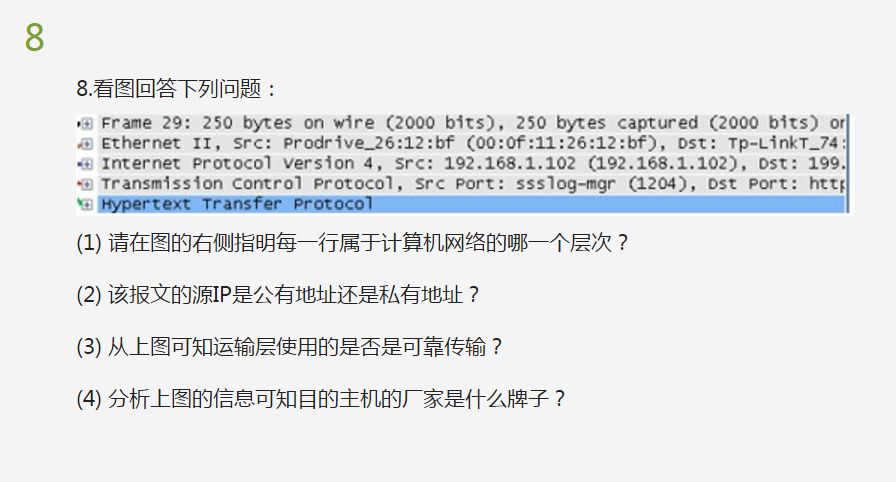 8
8.看图回答下列问题：
Frame 29: 250 bytes on wire (2000 bits), 250 bytes captured (2000 bits) on
Ethernet II, Src: Prodrive_26:12:bf (00:0f:11:26:12:bf), Dst: Tp-LinkT_74:
Internet Protocol Version 4, Src: 192.168.1.102 (192.168.1.102), Dst: 199.
Transmission Control Protocol, Src Port: ssslog-mgr (1204), Dst Port: http
Hypertext Transfer Protocol
(1) 请在图的右侧指明每一行属于计算机网络的哪一个层次？
(2) 该报文的源IP是公有地址还是私有地址？
(3) 从上图可知运输层使用的是否是可靠传输？
(4) 分析上图的信息可知目的主机的厂家是什么牌子？